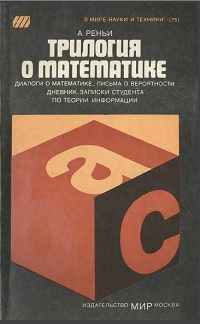 В МИРЕ НАУКИ И ТЕХНИКИ (75)
А. РЕНЬИ
ТРИЛОГИЯ
О МАТЕМАТИКЕ
ДИАЛОГИ О МАТЕМАТИКЕ. ПИСЬМА О ВЕРОЯТНОСТИ
ДНЕВНИК. ЗАПИСКИ СТУДЕНТА
ПО ТЕОРИИ ИНФОРМАЦИИ
a
B
C
ИЗДАТЕЛЬСТВО МИР МОСКВА